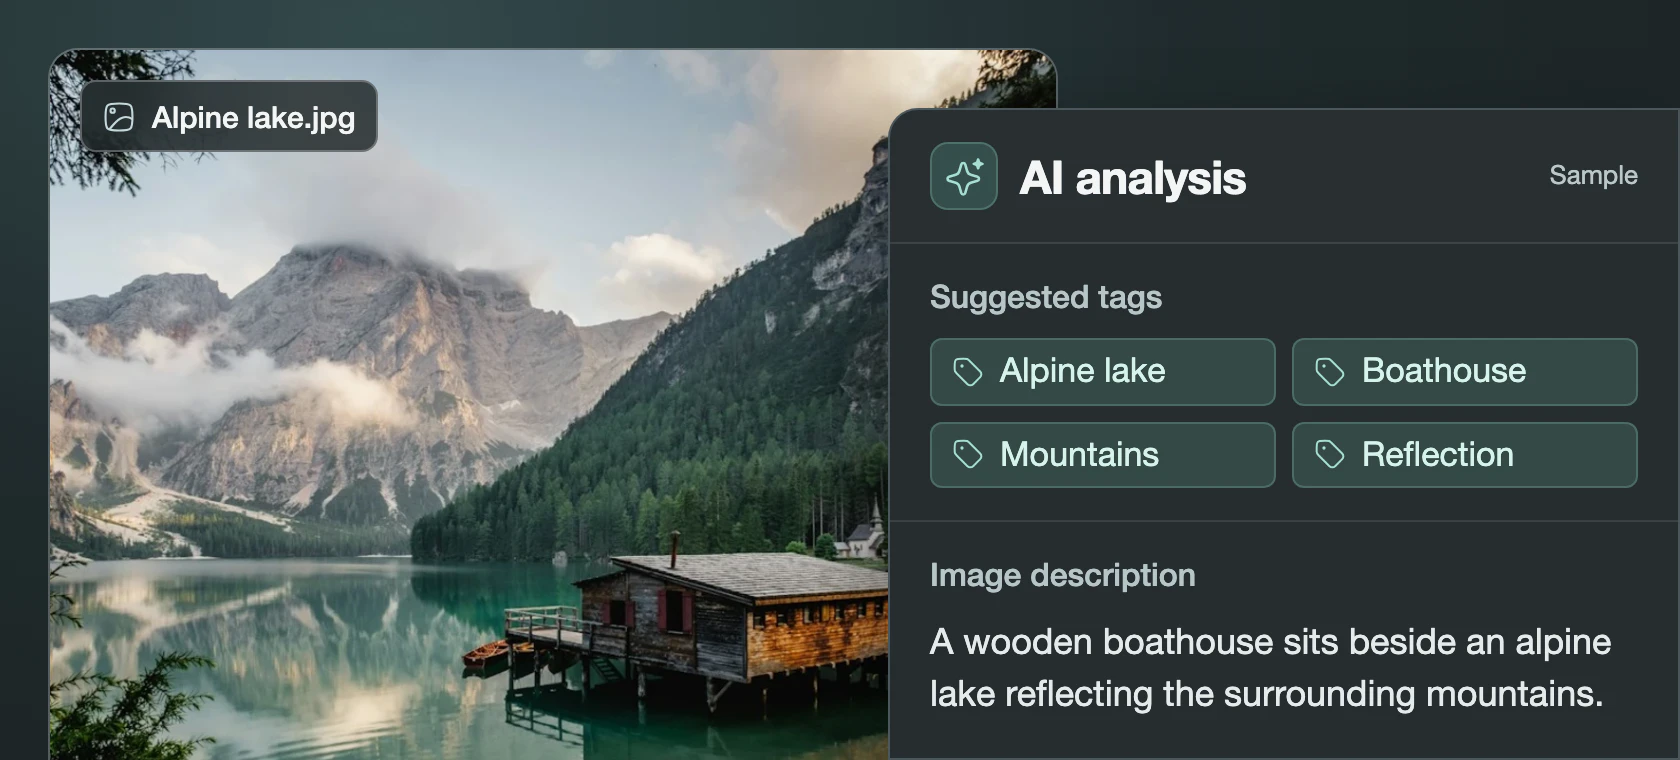 Alpine lake.jpg
AI analysis
Sample
Suggested tags
Alpine lake
Boathouse
Mountains
Reflection
Image description
A wooden boathouse sits beside an alpine
lake reflecting the surrounding mountains.